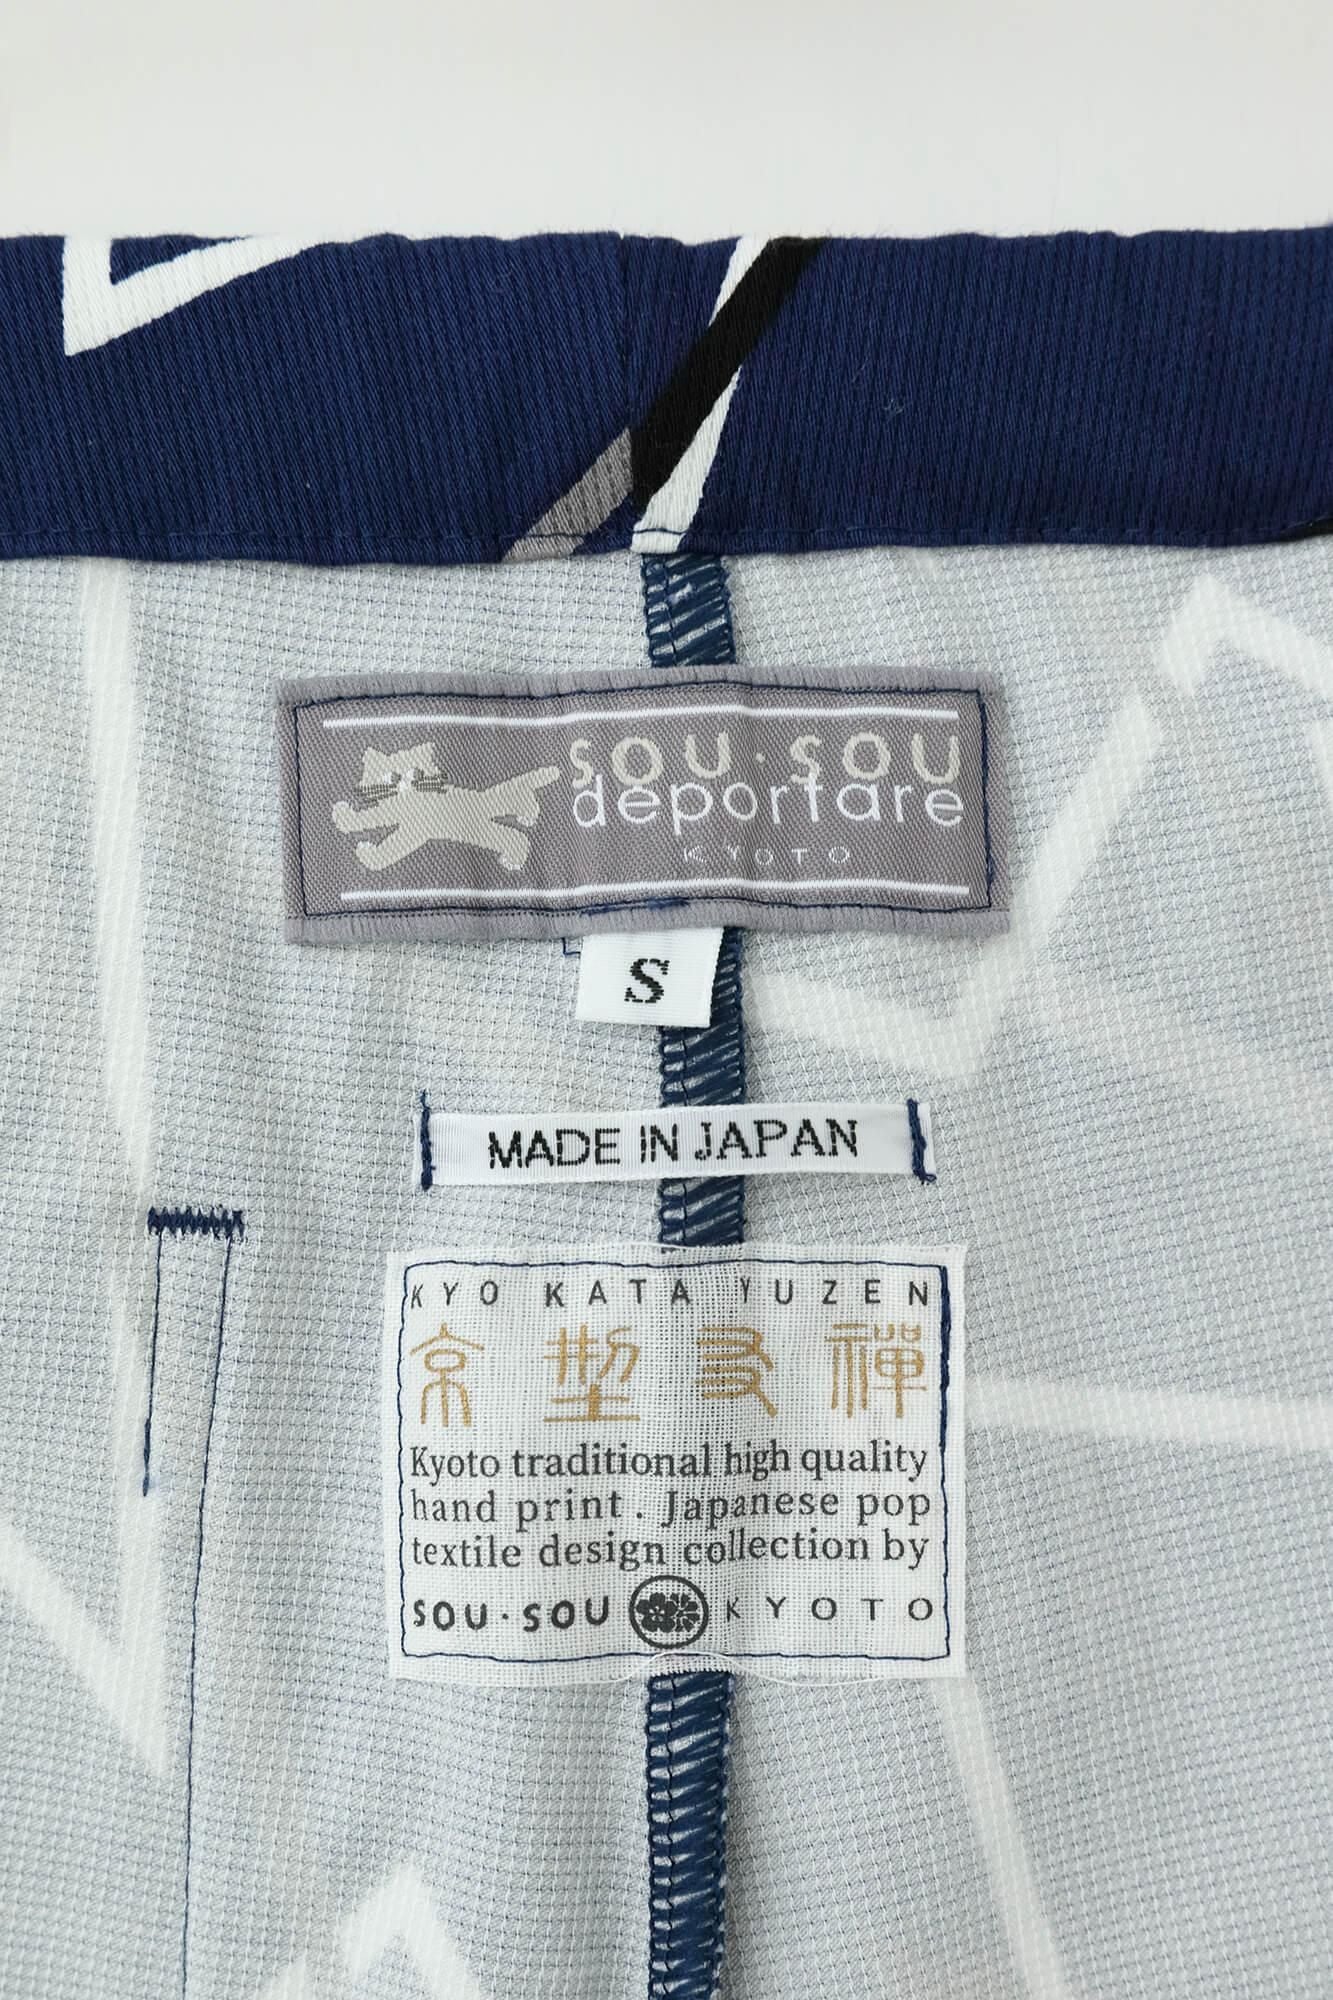 SOU・SOU
deportare
KYOTO
S
MADE IN JAPAN
KYO KATA YUZEN
京型友禅
Kyoto traditional high quality
hand print . Japanese pop
textile design collection by
SOU・SOU KYOTO